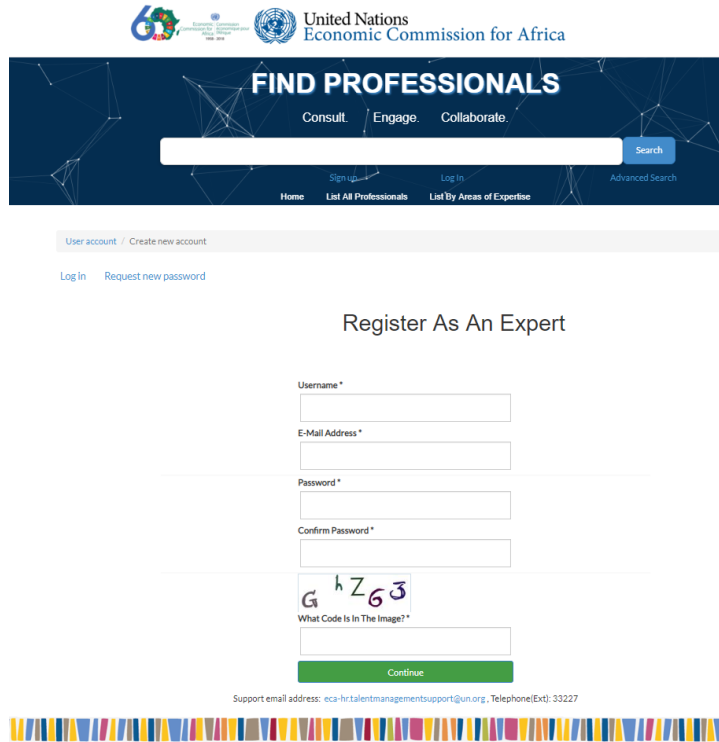 60
United Nations
Economic Commission for Africa
FIND PROFESSIONALS
Consult. Engage. Collaborate.
Search
Sign up Log In Advanced Search
Home List All Professionals List By Areas of Expertise
User account / Create new account
Log in Request new password
Register As An Expert
Username *
E-Mail Address *
Password *
Confirm Password *
What Code Is In The Image? *
Continue
Support email address: eca-hr.talentmanagementsupport@un.org , Telephone(Ext): 33227